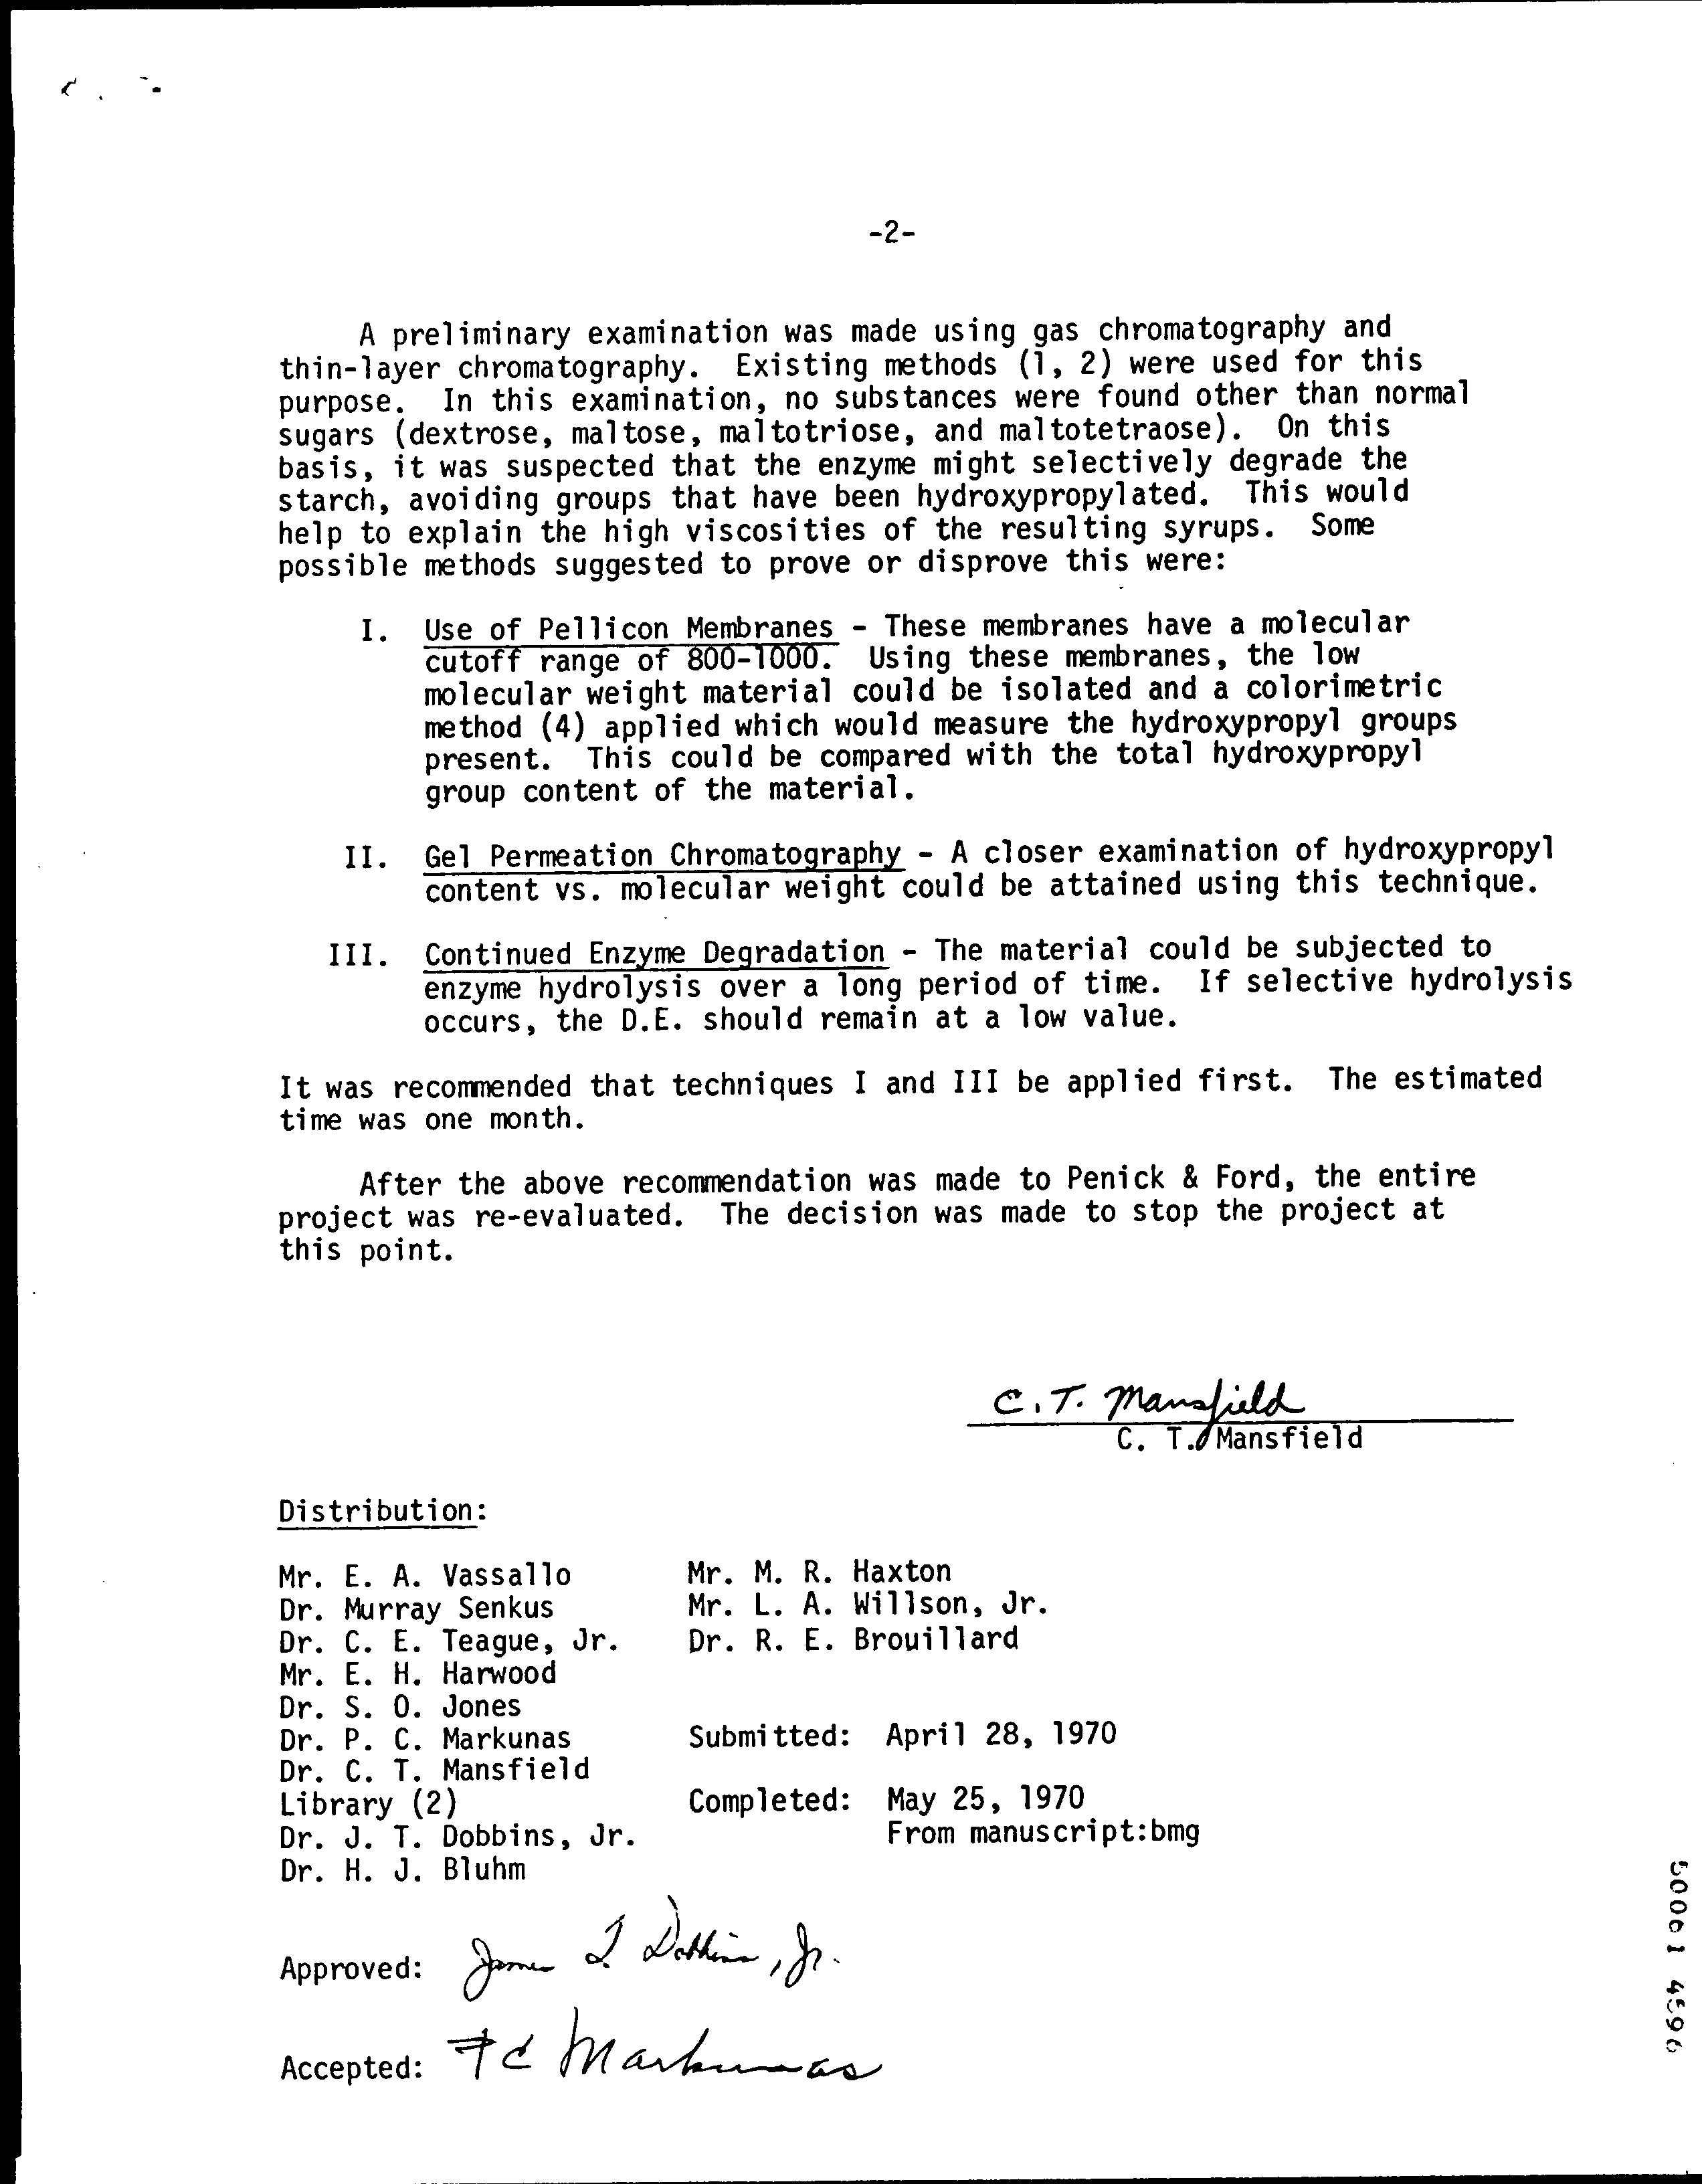 -2-
A preliminary examination was made using gas chromatography and
thin-layer chromatography. Existing methods (1, 2) were used for this
purpose. In this examination, no substances were found other than normal
sugars (dextrose, maltose, maltotriose, and maltotetraose). On this
basis, it was suspected that the enzyme might selectively degrade the
starch, avoiding groups that have been hydroxypropylated. This would
help to explain the high viscosities of the resulting syrups. Some
possible methods suggested to prove or disprove this were:
I. Use of Pellicon Membranes - These membranes have a molecular
cutoff range of 800-1000. Using these membranes, the low
molecular weight material could be isolated and a colorimetric
method (4) applied which would measure the hydroxypropyl groups
present. This could be compared with the total hydroxypropyl
group content of the material.
II. Gel Permeation Chromatography - A closer examination of hydroxypropyl
content vs. molecular weight could be attained using this technique.
III. Continued Enzyme Degradation - The material could be subjected to
enzyme hydrolysis over a long period of time. If selective hydrolysis
occurs, the D.E. should remain at a low value.
It was recommended that techniques I and III be applied first. The estimated
time was one month.
After the above recommendation was made to Penick & Ford, the entire
project was re-evaluated. The decision was made to stop the project at
this point.
C. T. Mansfield
C. T. Mansfield
Distribution:
Mr. E. A. Vassallo Mr. M. R. Haxton
Dr. Murray Senkus Mr. L. A. Willson, Jr.
Dr. C. E. Teague, Jr. Dr. R. E. Brouillard
Mr. E. H. Harwood
Dr. S. O. Jones
Dr. P. C. Markunas Submitted: April 28, 1970
Dr. C. T. Mansfield
Library (2) Completed: May 25, 1970
Dr. J. T. Dobbins, Jr. From manuscript:bmg
Dr. H. J. Bluhm
Approved: James T. Dobbins, Jr.
Accepted: P C Markunas
50001 4596